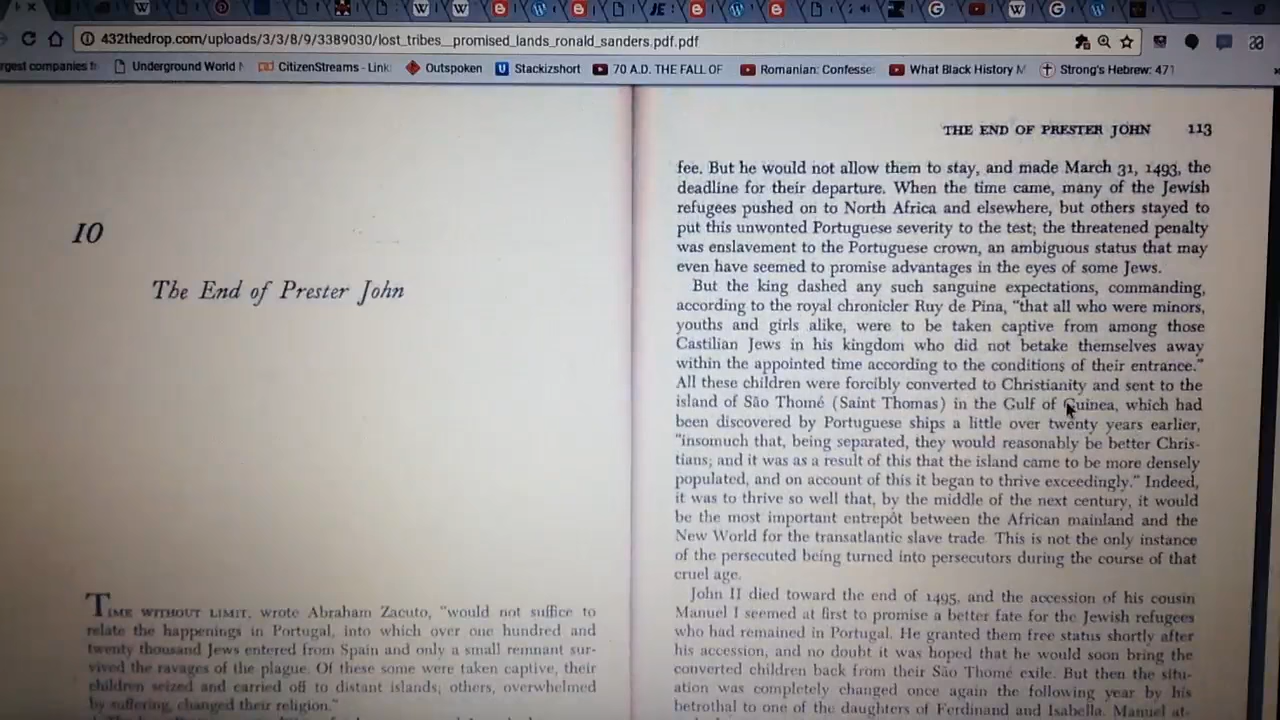 432thedrop.com/uploads/3/3/8/9/3389030/lost_tribes__promised_lands_ronald_sanders.pdf.pdf
rgest companies Underground World CitizenStreams - Link Outspoken Stackizshort 70 A.D. THE FALL OF Romanian: Confesse What Black History M Strong's Hebrew: 471
10
The End of Prester John
TIME WITHOUT LIMIT, wrote Abraham Zacuto, "would not suffice to
relate the happenings in Portugal, into which over one hundred and
twenty thousand Jews entered from Spain and only a small remnant sur-
vived the ravages of the plague. Of these some were taken captive, their
children seized and carried off to distant islands; others, overwhelmed
by suffering, changed their religion."
THE END OF PRESTER JOHN 113
fee. But he would not allow them to stay, and made March 31, 1493, the
deadline for their departure. When the time came, many of the Jewish
refugees pushed on to North Africa and elsewhere, but others stayed to
put this unwonted Portuguese severity to the test; the threatened penalty
was enslavement to the Portuguese crown, an ambiguous status that may
even have seemed to promise advantages in the eyes of some Jews.
But the king dashed any such sanguine expectations, commanding,
according to the royal chronicler Ruy de Pina, "that all who were minors,
youths and girls alike, were to be taken captive from among those
Castilian Jews in his kingdom who did not betake themselves away
within the appointed time according to the conditions of their entrance."
All these children were forcibly converted to Christianity and sent to the
island of São Thomé (Saint Thomas) in the Gulf of Guinea, which had
been discovered by Portuguese ships a little over twenty years earlier,
"insomuch that, being separated, they would reasonably be better Chris-
tians; and it was as a result of this that the island came to be more densely
populated, and on account of this it began to thrive exceedingly." Indeed,
it was to thrive so well that, by the middle of the next century, it would
be the most important entrepôt between the African mainland and the
New World for the transatlantic slave trade. This is not the only instance
of the persecuted being turned into persecutors during the course of that
cruel age.
John II died toward the end of 1495, and the accession of his cousin
Manuel I seemed at first to promise a better fate for the Jewish refugees
who had remained in Portugal. He granted them free status shortly after
his accession, and no doubt it was hoped that he would soon bring the
converted children back from their São Thomé exile. But then the situ-
ation was completely changed once again the following year by his
betrothal to one of the daughters of Ferdinand and Isabella. Manuel at-